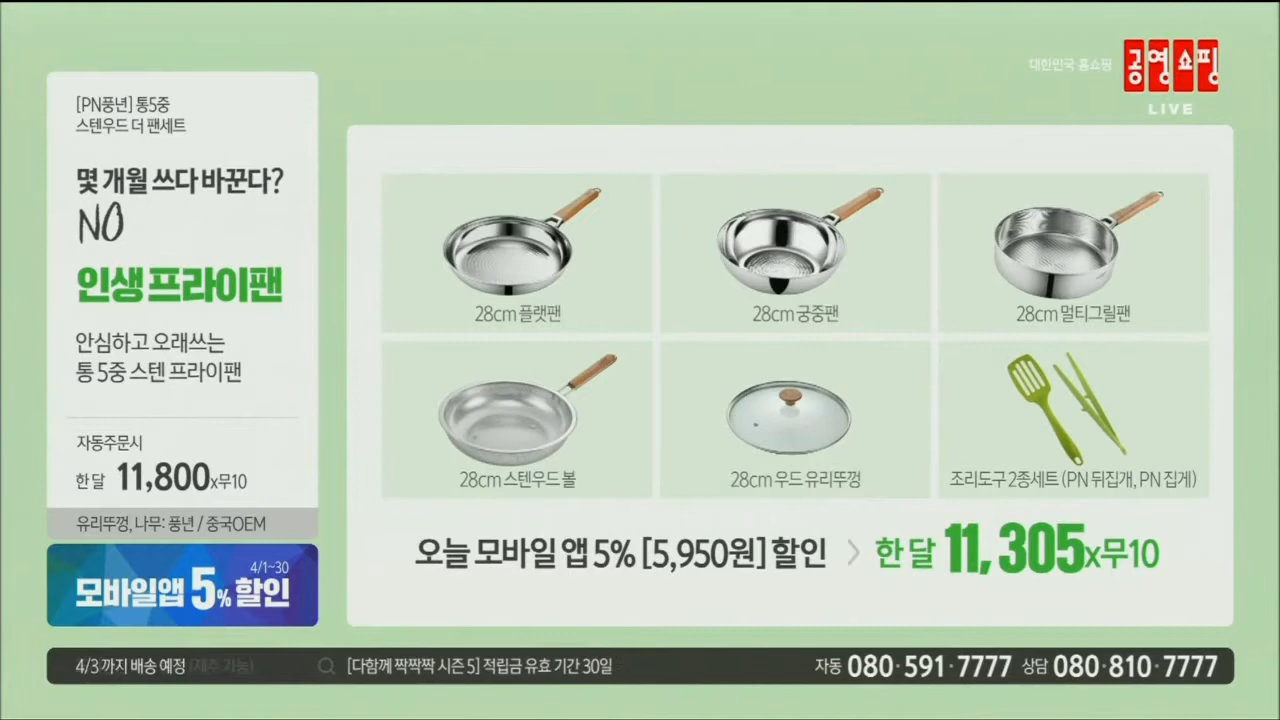 대한민국 홈쇼핑
공영쇼핑
LIVE
[PN풍년] 통5중
스텐우드 더 팬세트
몇 개월 쓰다 바꾼다?
NO
인생 프라이팬
안심하고 오래쓰는
통 5중 스텐 프라이팬
자동주문시
한 달 11,800x무10
유리뚜껑, 나무: 풍년 / 중국OEM
4/1~30
모바일앱 5% 할인
28cm 플랫팬
28cm 궁중팬
28cm 멀티그릴팬
28cm 스텐우드 볼
28cm 우드 유리뚜껑
조리도구 2종세트 (PN 뒤집개, PN 집게)
오늘 모바일 앱 5% [5,950원] 할인 > 한 달 11,305x무10
4/3 까지 배송 예정 (제주 가능)
[다함께 짝짝짝 시즌 5] 적립금 유효 기간 30일
자동 080·591·7777 상담 080·810·7777